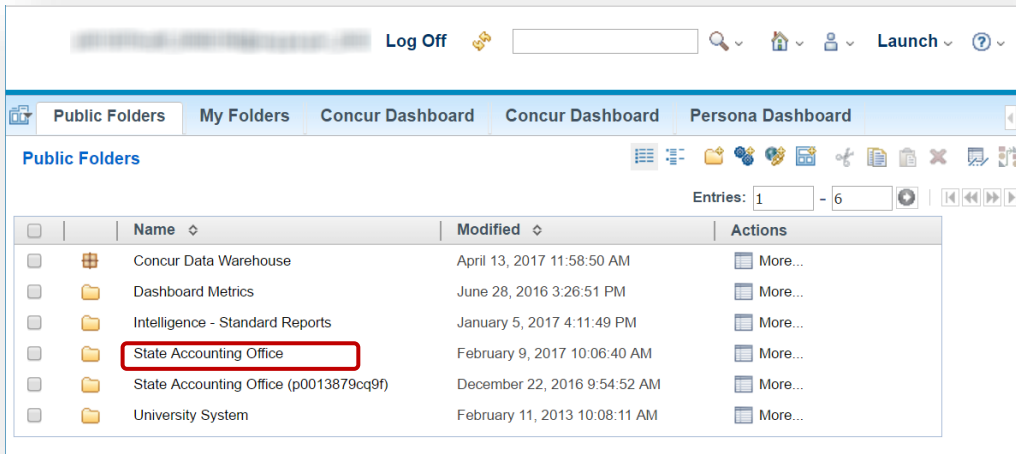 Log Off Launch
Public Folders My Folders Concur Dashboard Concur Dashboard Persona Dashboard
Public Folders
Entries: 1 - 6
Name Modified Actions
Concur Data Warehouse April 13, 2017 11:58:50 AM More...
Dashboard Metrics June 28, 2016 3:26:51 PM More...
Intelligence - Standard Reports January 5, 2017 4:11:49 PM More...
State Accounting Office February 9, 2017 10:06:40 AM More...
State Accounting Office (p0013879cq9f) December 22, 2016 9:54:52 AM More...
University System February 11, 2013 10:08:11 AM More...